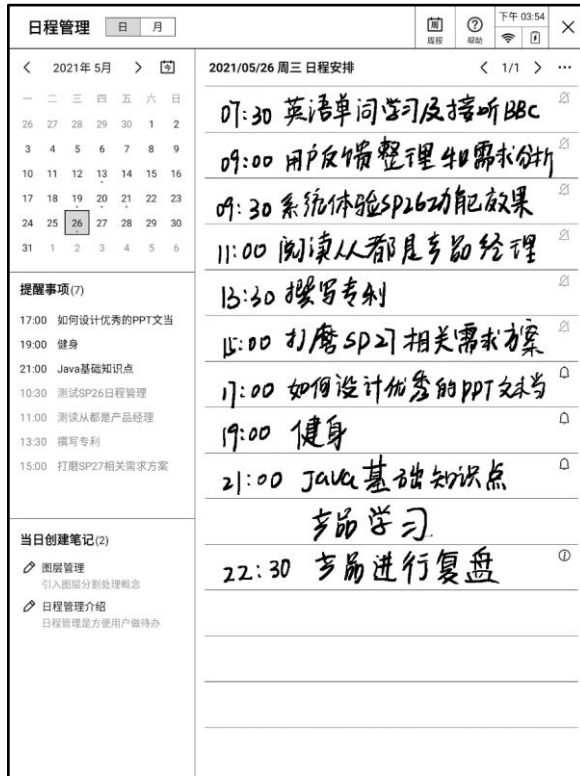 日程管理 日 月 周报 帮助 下午 03:54
2021年 5月 今
一 二 三 四 五 六 日
26 27 28 29 30 1 2
3 4 5 6 7 8 9
10 11 12 13 14 15 16
17 18 19 20 21 22 23
24 25 26 27 28 29 30
31 1 2 3 4 5 6
提醒事项(7)
17:00 如何设计优秀的PPT文当
19:00 健身
21:00 Java基础知识点
10:30 测试SP26日程管理
11:00 测读从都是产品经理
13:30 撰写专利
15:00 打磨SP27相关需求方案
当日创建笔记(2)
图层管理
引入图层分割处理概念
日程管理介绍
日程管理是方便用户做待办
2021/05/26 周三 日程安排 1/1
07:30 英语单词学习及接听BBC
09:00 用户反馈整理和需求分析
09:30 系统体验SP26功能效果
11:00 阅读人人都是产品经理
13:30 撰写专利
15:00 打磨SP27相关需求方案
17:00 如何设计优秀的PPT文档
19:00 健身
21:00 Java基础知识点
产品学习
22:30 产品进行复盘